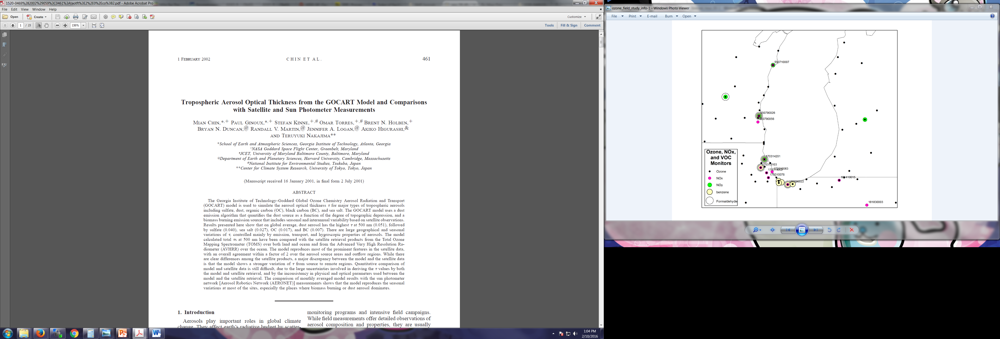 1520-0469%282002%29059%3C0461%3Ataotft%3E2%2E0%2Eco%3B2.pdf - Adobe Acrobat Pro
File Edit View Window Help
Open Create Customize
1 / 23 150% Tools Fill & Sign Comment
1 FEBRUARY 2002 CHIN ET AL. 461
Tropospheric Aerosol Optical Thickness from the GOCART Model and Comparisons
with Satellite and Sun Photometer Measurements
MIAN CHIN,*,+ PAUL GINOUX,*,+ STEFAN KINNE,+,# OMAR TORRES,+,# BRENT N. HOLBEN,+
BRYAN N. DUNCAN,@ RANDALL V. MARTIN,@ JENNIFER A. LOGAN,@ AKIKO HIGURASHI,&
AND TERUYUKI NAKAJIMA**
*School of Earth and Atmospheric Sciences, Georgia Institute of Technology, Atlanta, Georgia
+NASA Goddard Space Flight Center, Greenbelt, Maryland
#JCET, University of Maryland Baltimore County, Baltimore, Maryland
@Department of Earth and Planetary Sciences, Harvard University, Cambridge, Massachusetts
&National Institute for Environmental Studies, Tsukuba, Japan
**Center for Climate System Research, University of Tokyo, Tokyo, Japan
(Manuscript received 16 January 2001, in final form 2 July 2001)
ABSTRACT
The Georgia Institute of Technology–Goddard Global Ozone Chemistry Aerosol Radiation and Transport
(GOCART) model is used to simulate the aerosol optical thickness τ for major types of tropospheric aerosols
including sulfate, dust, organic carbon (OC), black carbon (BC), and sea salt. The GOCART model uses a dust
emission algorithm that quantifies the dust source as a function of the degree of topographic depression, and a
biomass burning emission source that includes seasonal and interannual variability based on satellite observations.
Results presented here show that on global average, dust aerosol has the highest τ at 500 nm (0.051), followed
by sulfate (0.040), sea salt (0.027), OC (0.017), and BC (0.007). There are large geographical and seasonal
variations of τ, controlled mainly by emission, transport, and hygroscopic properties of aerosols. The model
calculated total τs at 500 nm have been compared with the satellite retrieval products from the Total Ozone
Mapping Spectrometer (TOMS) over both land and ocean and from the Advanced Very High Resolution Ra-
diometer (AVHRR) over the ocean. The model reproduces most of the prominent features in the satellite data,
with an overall agreement within a factor of 2 over the aerosol source areas and outflow regions. While there
are clear differences among the satellite products, a major discrepancy between the model and the satellite data
is that the model shows a stronger variation of τ from source to remote regions. Quantitative comparison of
model and satellite data is still difficult, due to the large uncertainties involved in deriving the τ values by both
the model and satellite retrieval, and by the inconsistency in physical and optical parameters used between the
model and the satellite retrieval. The comparison of monthly averaged model results with the sun photometer
network [Aerosol Robotics Network (AERONET)] measurements shows that the model reproduces the seasonal
variations at most of the sites, especially the places where biomass burning or dust aerosol dominates.
1. Introduction
Aerosols play important roles in global climate
change. They affect earth's radiative budget by scatter-
monitoring programs and intensive field campaigns.
While field measurements offer detailed observations of
aerosol composition and properties, they are usually
1:04 PM
2/10/2016
ozone_field_study_info-1 - Windows Photo Viewer
File Print E-mail Burn Open
550710007
550790026
550790056
170314201
170313103
170310063
170314002
170310076
180890022
181410015
181830003
Ozone, NOx,
and VOC
Monitors
Ozone
NOx
NOy
benzene
Formaldehyde